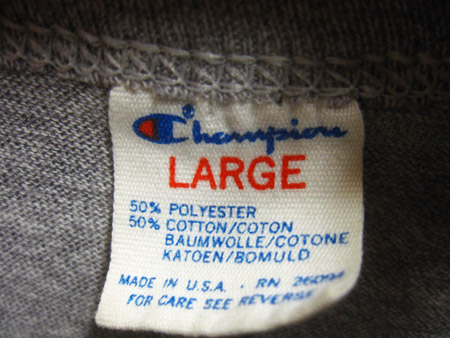 Champion
LARGE
50% POLYESTER
50% COTTON/COTON
BAUMWOLLE/COTONE
KATOEN/BOMULD
MADE IN U.S.A. · RN 26094
FOR CARE SEE REVERSE